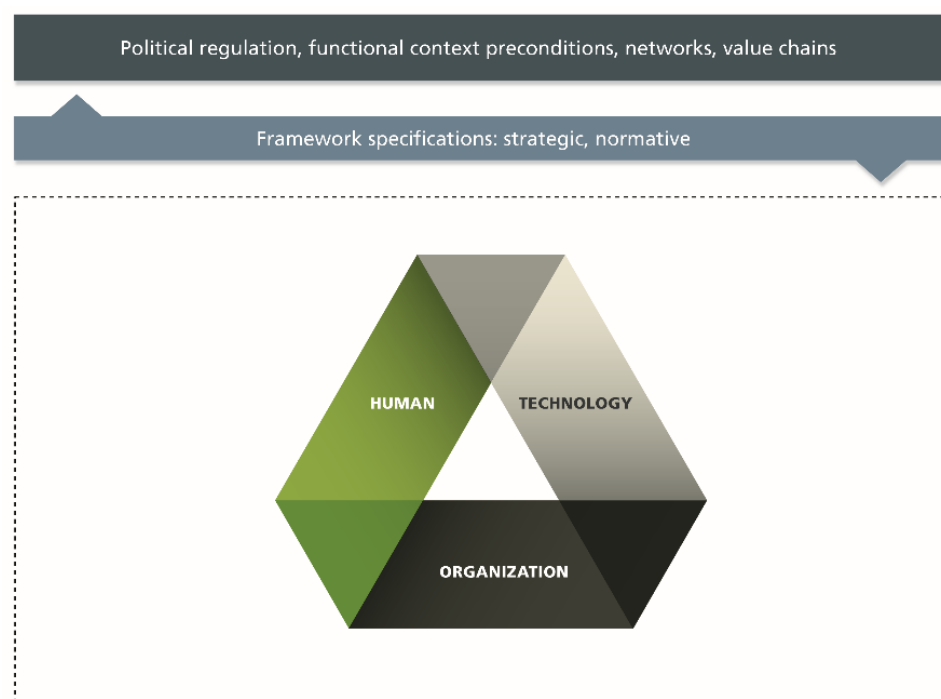 Political regulation, functional context preconditions, networks, value chains
Framework specifications: strategic, normative
HUMAN
TECHNOLOGY
ORGANIZATION